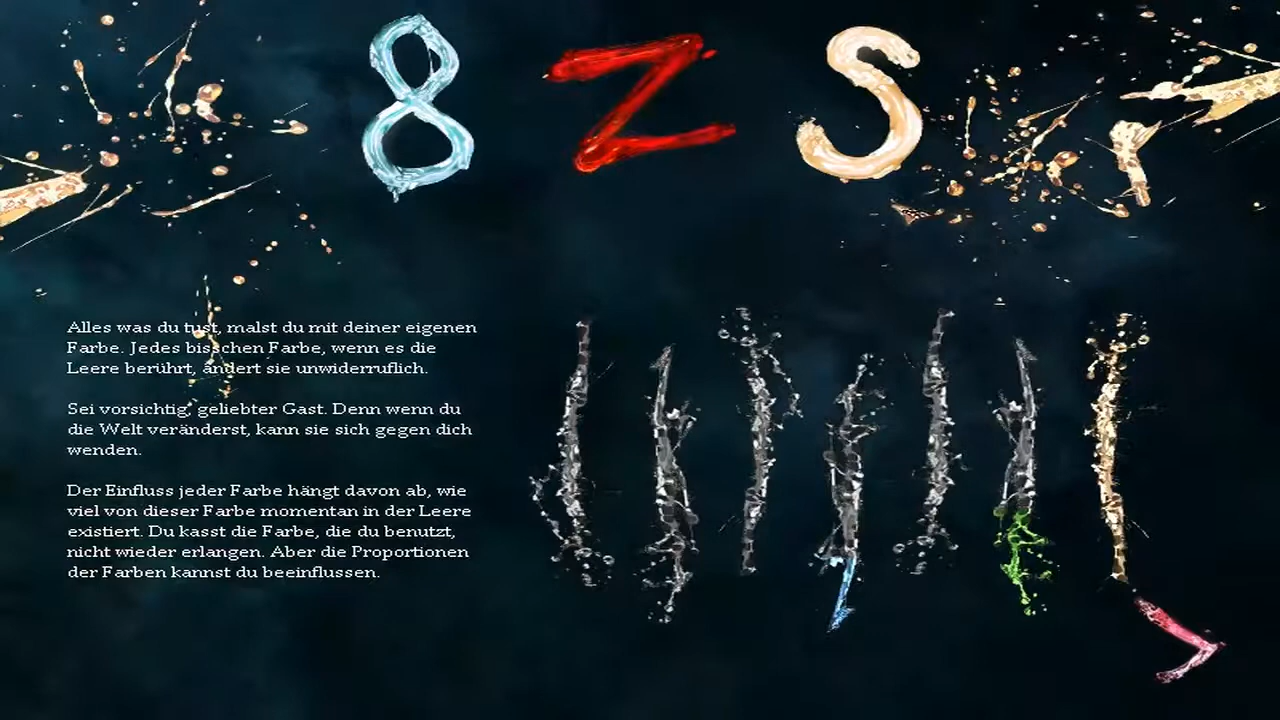 8 Z S
Alles was du tust, malst du mit deiner eigenen
Farbe. Jedes bisschen Farbe, wenn es die
Leere berührt, ändert sie unwiderruflich.
Sei vorsichtig, geliebter Gast. Denn wenn du
die Welt veränderst, kann sie sich gegen dich
wenden.
Der Einfluss jeder Farbe hängt davon ab, wie
viel von dieser Farbe momentan in der Leere
existiert. Du kasst die Farbe, die du benutzt,
nicht wieder erlangen. Aber die Proportionen
der Farben kannst du beeinflussen.